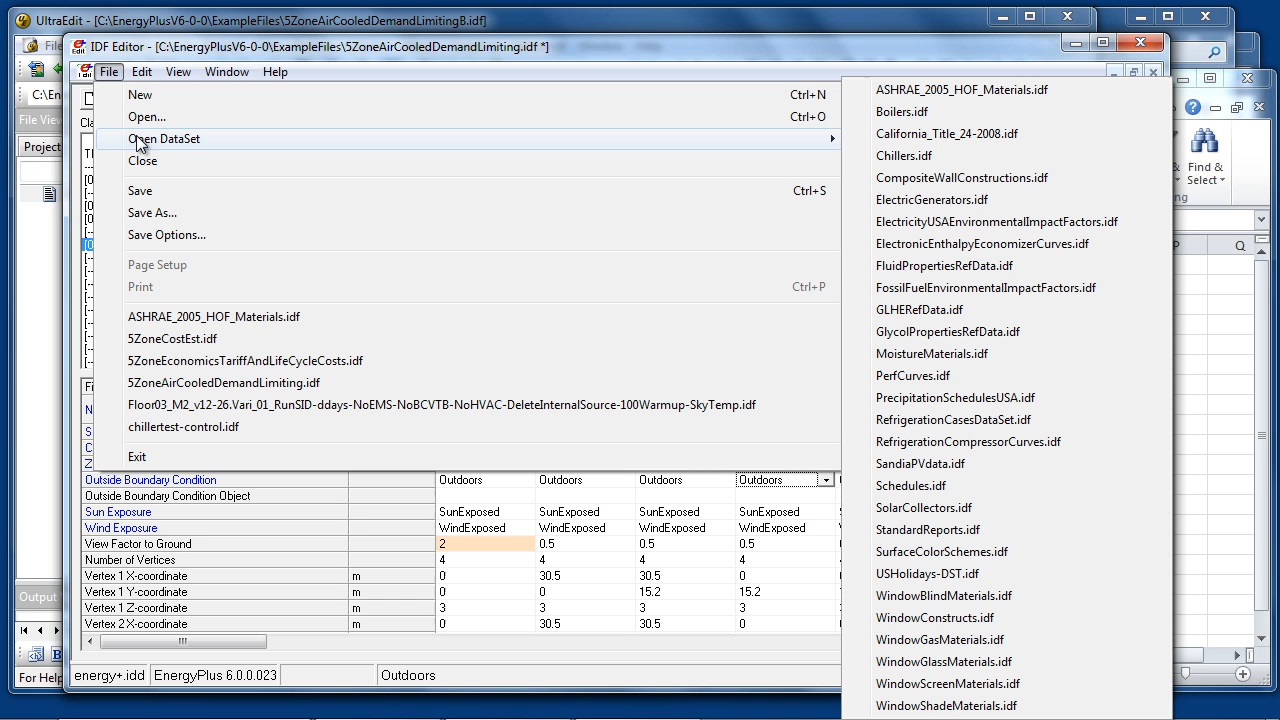 UltraEdit - [C:\EnergyPlusV6-0-0\ExampleFiles\5ZoneAirCooledDemandLimitingB.idf]
IDF Editor - [C:\EnergyPlusV6-0-0\ExampleFiles\5ZoneAirCooledDemandLimiting.idf *]
File Edit View Window Help
C:\En
File View
Project
New Ctrl+N
Open... Ctrl+O
Open DataSet
Close
Save Ctrl+S
Save As...
Save Options...
Page Setup
Print Ctrl+P
ASHRAE_2005_HOF_Materials.idf
5ZoneCostEst.idf
5ZoneEconomicsTariffAndLifeCycleCosts.idf
5ZoneAirCooledDemandLimiting.idf
Floor03_M2_v12-26.Vari_01_RunSID-ddays-NoEMS-NoBCVTB-NoHVAC-DeleteInternalSource-100Warmup-SkyTemp.idf
chillertest-control.idf
Exit
ASHRAE_2005_HOF_Materials.idf
Boilers.idf
California_Title_24-2008.idf
Chillers.idf
CompositeWallConstructions.idf
ElectricGenerators.idf
ElectricityUSAEnvironmentalImpactFactors.idf
ElectronicEnthalpyEconomizerCurves.idf
FluidPropertiesRefData.idf
FossilFuelEnvironmentalImpactFactors.idf
GLHERefData.idf
GlycolPropertiesRefData.idf
MoistureMaterials.idf
PerfCurves.idf
PrecipitationSchedulesUSA.idf
RefrigerationCasesDataSet.idf
RefrigerationCompressorCurves.idf
SandiaPVdata.idf
Schedules.idf
SolarCollectors.idf
StandardReports.idf
SurfaceColorSchemes.idf
USHolidays-DST.idf
WindowBlindMaterials.idf
WindowConstructs.idf
WindowGasMaterials.idf
WindowGlassMaterials.idf
WindowScreenMaterials.idf
WindowShadeMaterials.idf
Find &
Select
Q
Outside Boundary Condition Outdoors Outdoors Outdoors Outdoors
Outside Boundary Condition Object
Sun Exposure SunExposed SunExposed SunExposed SunExposed
Wind Exposure WindExposed WindExposed WindExposed WindExposed
View Factor to Ground 2 0.5 0.5 0.5
Number of Vertices 4 4 4 4
Vertex 1 X-coordinate m 0 30.5 30.5 0
Vertex 1 Y-coordinate m 0 0 15.2 15.2
Vertex 1 Z-coordinate m 3 3 3 3
Vertex 2 X-coordinate m 0 30.5 30.5 0
Output
For Help
energy+.idd EnergyPlus 6.0.0.023 Outdoors